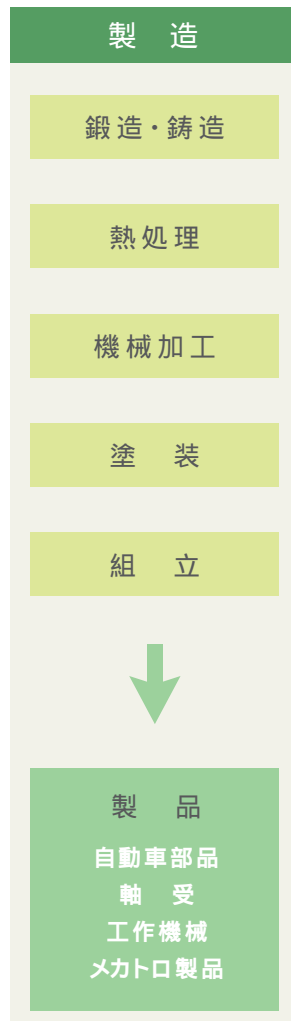 製造
鍛造・鋳造
熱処理
機械加工
塗装
組立
製品
自動車部品
軸受
工作機械
メカトロ製品